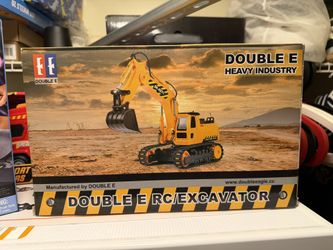 DOUBLE E
DOUBLE E
HEAVY INDUSTRY
Manufactured by DOUBLE E
www.doubleeagle.cc
DOUBLE E RC/EXCAVATOR